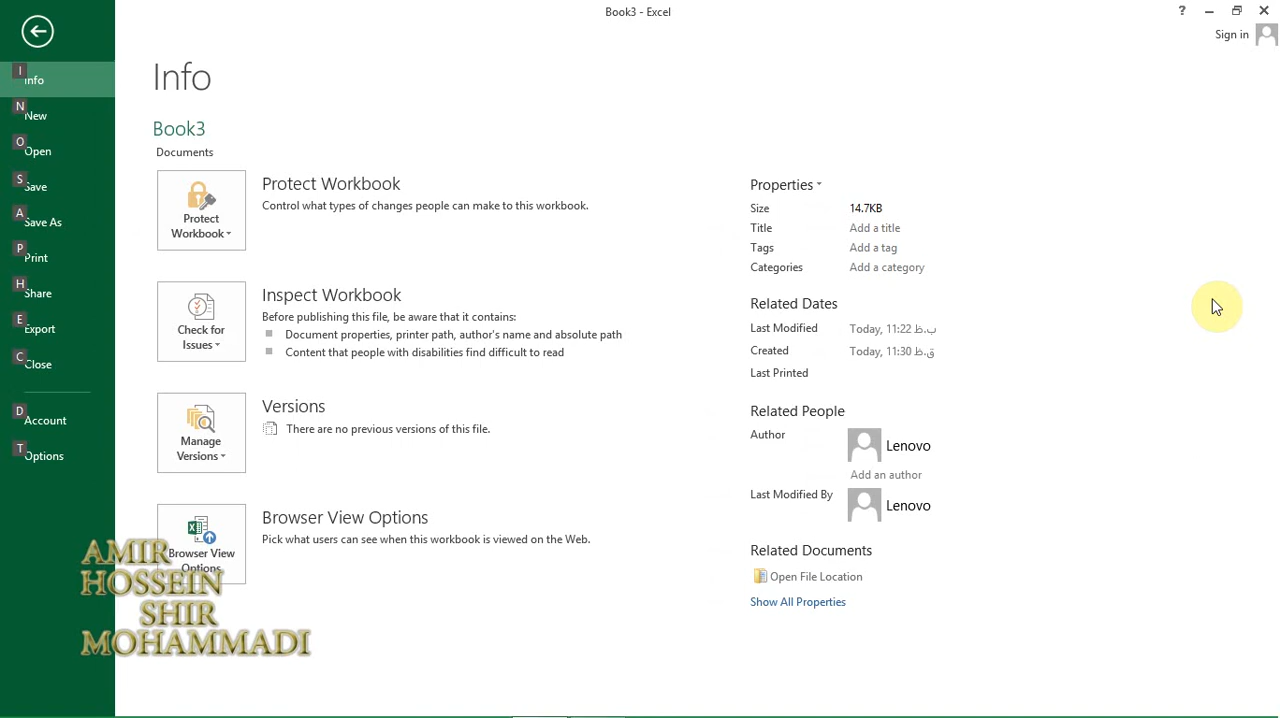 Book3 - Excel
?
Sign in
I
Info
N
New
O
Open
S
Save
A
Save As
P
Print
H
Share
E
Export
C
Close
D
Account
T
Options
Info
Book3
Documents
Protect Workbook
Protect Workbook
Control what types of changes people can make to this workbook.
Check for Issues
Inspect Workbook
Before publishing this file, be aware that it contains:
Document properties, printer path, author's name and absolute path
Content that people with disabilities find difficult to read
Manage Versions
Versions
There are no previous versions of this file.
Browser View Options
Browser View Options
Pick what users can see when this workbook is viewed on the Web.
Properties
Size 14.7KB
Title Add a title
Tags Add a tag
Categories Add a category
Related Dates
Last Modified Today, 11:22 ب.ظ
Created Today, 11:30 ق.ظ
Last Printed
Related People
Author Lenovo
Add an author
Last Modified By Lenovo
Related Documents
Open File Location
Show All Properties
AMIR
HOSSEIN
SHIR
MOHAMMADI